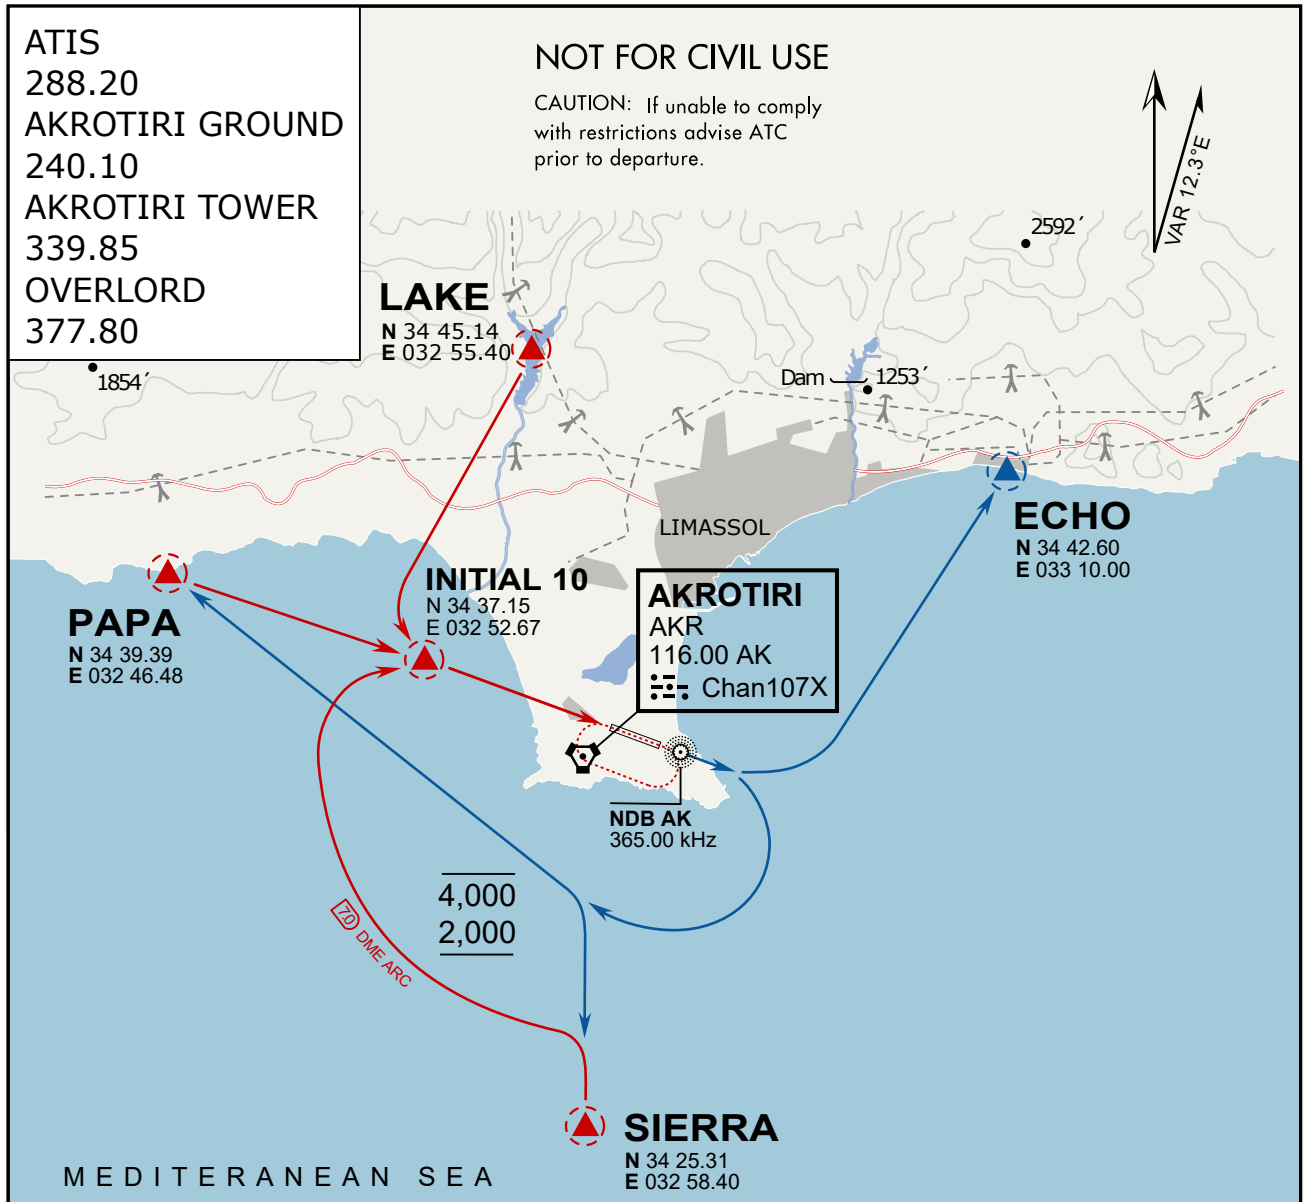 ATIS
288.20
AKROTIRI GROUND
240.10
AKROTIRI TOWER
339.85
OVERLORD
377.80
NOT FOR CIVIL USE
CAUTION: If unable to comply
with restrictions advise ATC
prior to departure.
VAR 12.3°E
2592´
LAKE
N 34 45.14
E 032 55.40
1854´
Dam
1253´
LIMASSOL
ECHO
N 34 42.60
E 033 10.00
INITIAL 10
N 34 37.15
E 032 52.67
PAPA
N 34 39.39
E 032 46.48
AKROTIRI
AKR
116.00 AK
Chan107X
NDB AK
365.00 kHz
4,000
2,000
7.0 DME ARC
SIERRA
N 34 25.31
E 032 58.40
MEDITERANEAN SEA